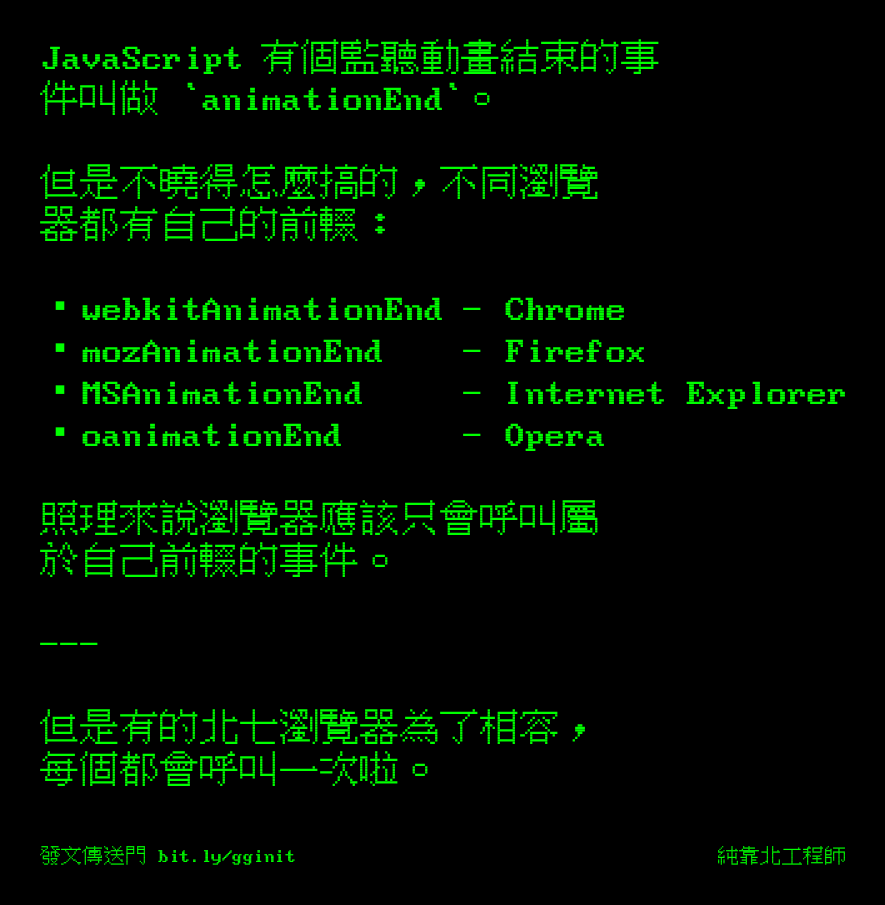 JavaScript 有個監聽動畫結束的事
件叫做 `animationEnd`。
但是不曉得怎麼搞的，不同瀏覽
器都有自己的前輟：
▪ webkitAnimationEnd – Chrome
▪ mozAnimationEnd – Firefox
▪ MSAnimationEnd – Internet Explorer
▪ oanimationEnd – Opera
照理來說瀏覽器應該只會呼叫屬
於自己前輟的事件。
———
但是有的北七瀏覽器為了相容，
每個都會呼叫一次啦。
發文傳送門 bit.ly/gginit
純靠北工程師